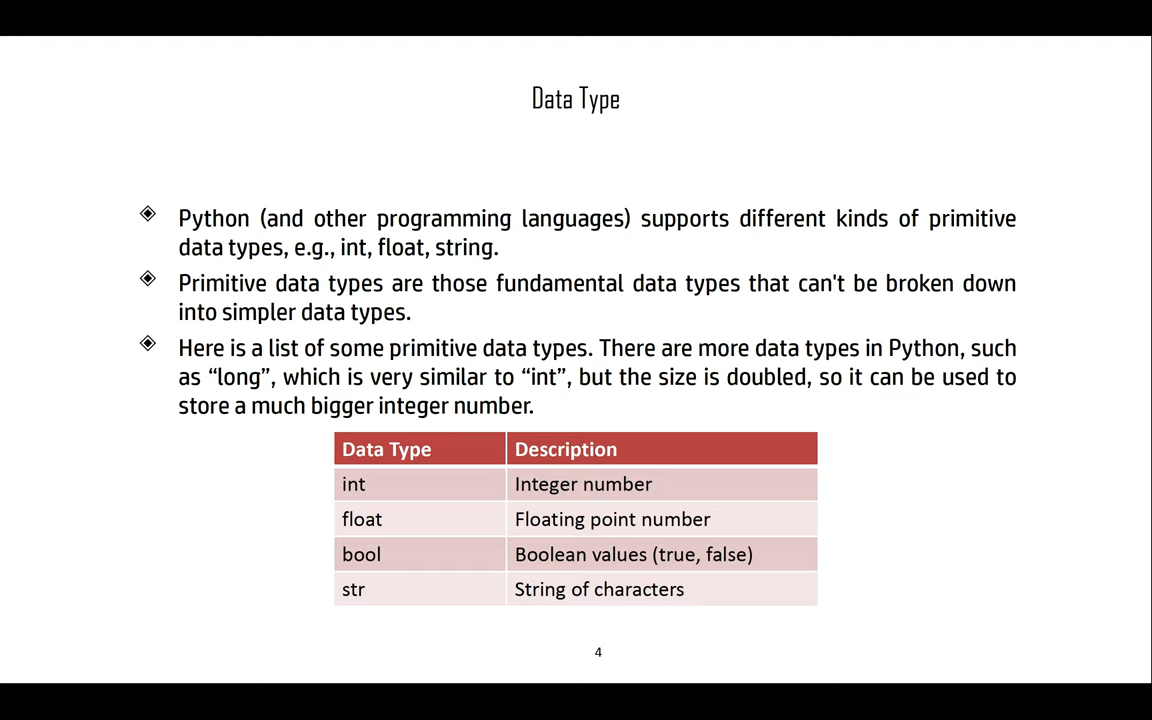 Data Type
Python (and other programming languages) supports different kinds of primitive
data types, e.g., int, float, string.
Primitive data types are those fundamental data types that can't be broken down
into simpler data types.
Here is a list of some primitive data types. There are more data types in Python, such
as “long”, which is very similar to “int”, but the size is doubled, so it can be used to
store a much bigger integer number.
Data Type Description
int Integer number
float Floating point number
bool Boolean values (true, false)
str String of characters
4